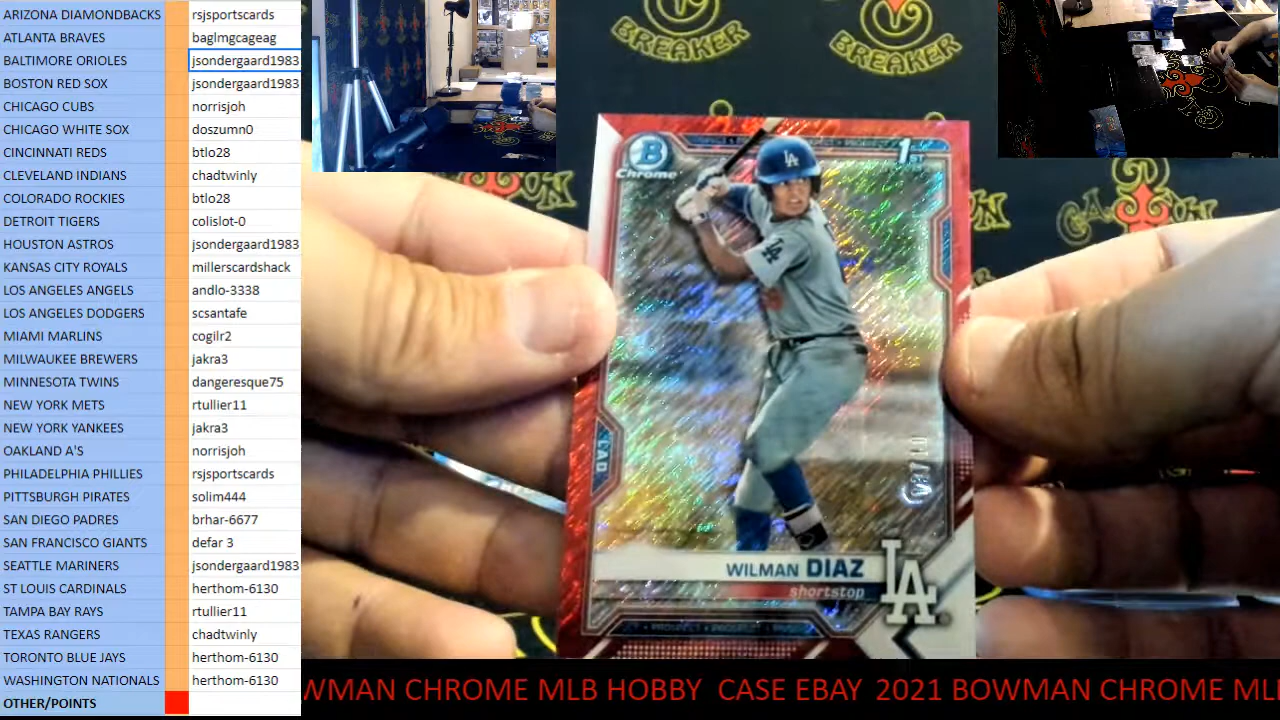 ARIZONA DIAMONDBACKS rsjsportscards
ATLANTA BRAVES baglmgcageag
BALTIMORE ORIOLES jsondergaard1983
BOSTON RED SOX jsondergaard1983
CHICAGO CUBS norrisjoh
CHICAGO WHITE SOX doszumn0
CINCINNATI REDS btlo28
CLEVELAND INDIANS chadtwinly
COLORADO ROCKIES btlo28
DETROIT TIGERS colislot-0
HOUSTON ASTROS jsondergaard1983
KANSAS CITY ROYALS millerscardshack
LOS ANGELES ANGELS andlo-3338
LOS ANGELES DODGERS scsantafe
MIAMI MARLINS cogilr2
MILWAUKEE BREWERS jakra3
MINNESOTA TWINS dangeresque75
NEW YORK METS rtullier11
NEW YORK YANKEES jakra3
OAKLAND A'S norrisjoh
PHILADELPHIA PHILLIES rsjsportscards
PITTSBURGH PIRATES solim444
SAN DIEGO PADRES brhar-6677
SAN FRANCISCO GIANTS defar 3
SEATTLE MARINERS jsondergaard1983
ST LOUIS CARDINALS herthom-6130
TAMPA BAY RAYS rtullier11
TEXAS RANGERS chadtwinly
TORONTO BLUE JAYS herthom-6130
WASHINGTON NATIONALS herthom-6130
OTHER/POINTS
BREAKER
BREAKER
B
Chrome
1ST
LA
LA
LAD
WILMAN DIAZ
shortstop
LA
WMAN CHROME MLB HOBBY CASE EBAY 2021 BOWMAN CHROME ML